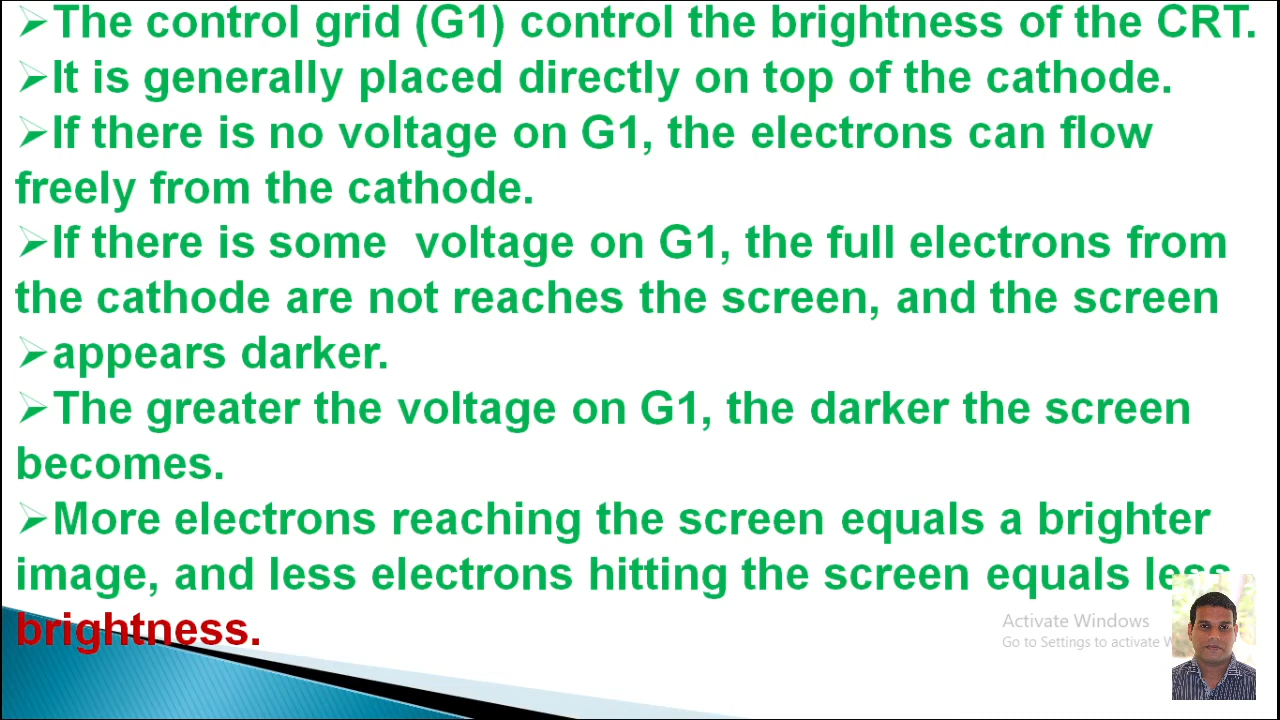 ➢The control grid (G1) control the brightness of the CRT.
➢It is generally placed directly on top of the cathode.
➢If there is no voltage on G1, the electrons can flow
freely from the cathode.
➢If there is some  voltage on G1, the full electrons from
the cathode are not reaches the screen, and the screen
➢appears darker.
➢The greater the voltage on G1, the darker the screen
becomes.
➢More electrons reaching the screen equals a brighter
image, and less electrons hitting the screen equals less
brightness.
Activate Windows
Go to Settings to activate